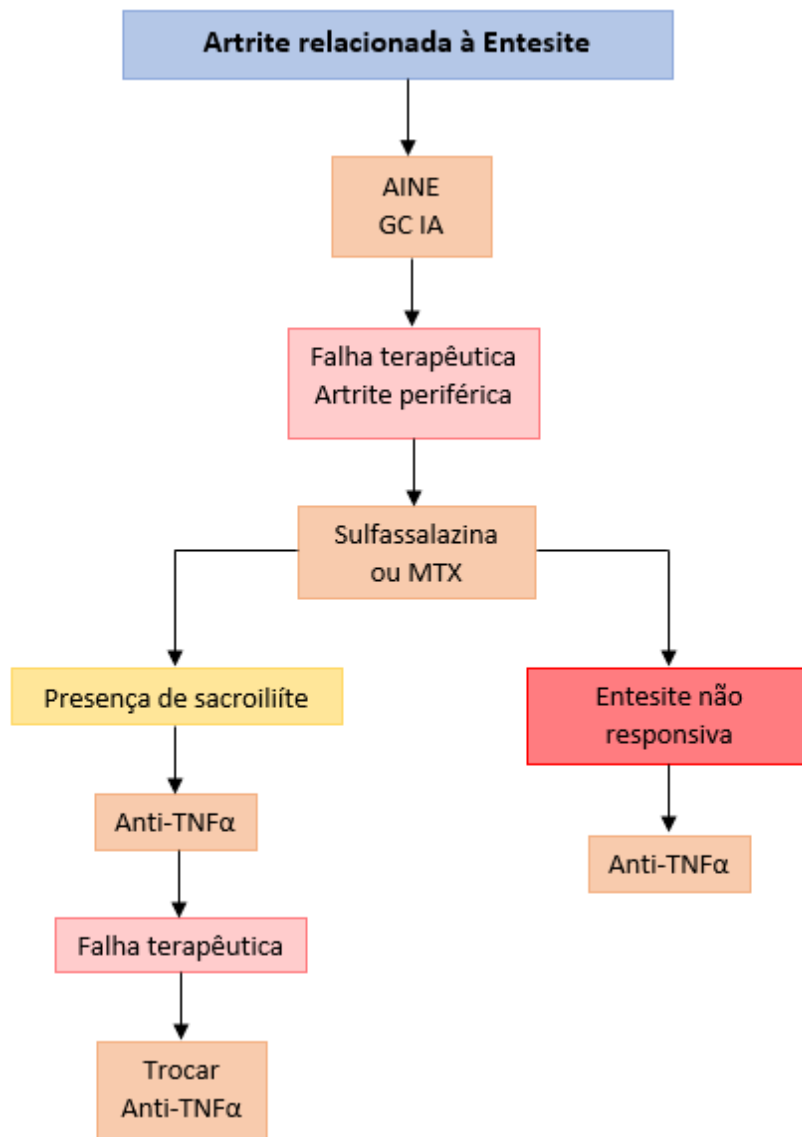 Artrite relacionada à Entesite
AINE
GC IA
Falha terapêutica
Artrite periférica
Sulfassalazina
ou MTX
Presença de sacroiliíte
Entesite não
responsiva
Anti-TNFα
Anti-TNFα
Falha terapêutica
Trocar
Anti-TNFα